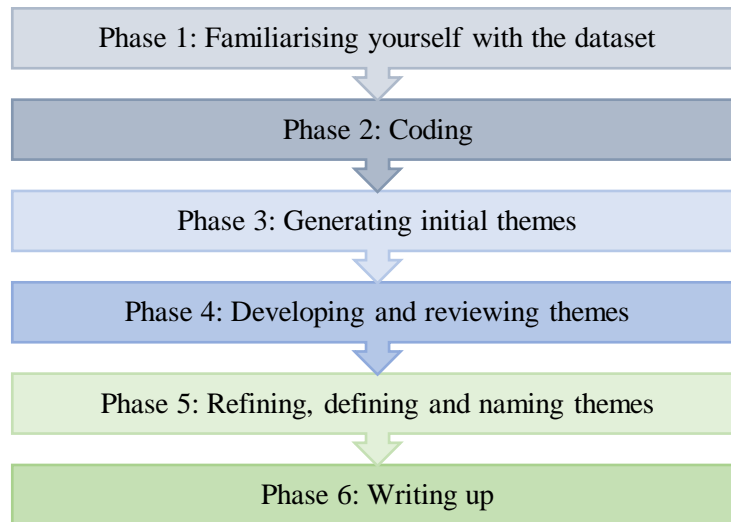 Phase 1: Familiarising yourself with the dataset
Phase 2: Coding
Phase 3: Generating initial themes
Phase 4: Developing and reviewing themes
Phase 5: Refining, defining and naming themes
Phase 6: Writing up